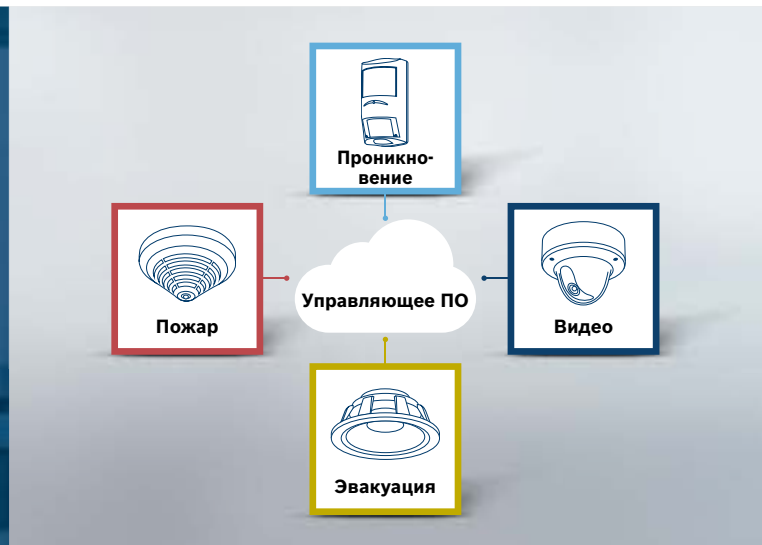 Проникно-
вение
Управляющее ПО
Пожар
Видео
Эвакуация